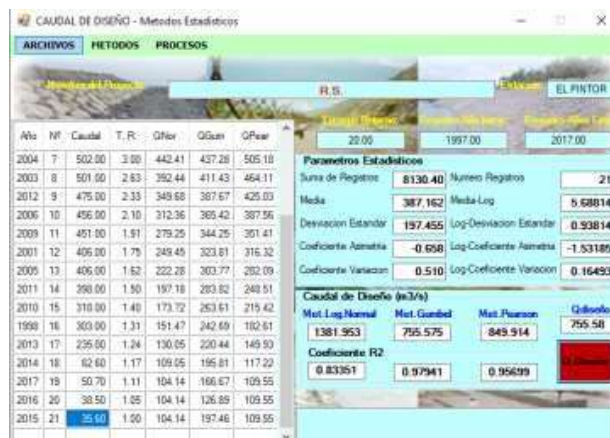 CAUDAL DE DISEÑO - Metodos Estadisticos
ARCHIVOS METODOS PROCESOS
R.S. EL PINTOR
20.00 1997.00 2017.00
Año Nº Caudal T. R. QNor QGum QPear
2004 7 502.00 3.00 442.41 437.28 505.18
2003 8 501.00 2.63 392.44 411.43 464.11
2012 9 475.00 2.33 349.68 387.67 425.03
2006 10 456.00 2.10 312.36 365.42 387.56
2009 11 451.00 1.91 279.25 344.25 351.41
2001 12 406.00 1.75 249.45 323.81 316.32
2005 13 406.00 1.62 222.28 303.77 282.09
2011 14 398.00 1.50 197.18 283.82 248.51
2010 15 318.00 1.40 173.72 263.61 215.42
1998 16 303.00 1.31 151.47 242.69 182.61
2013 17 235.00 1.24 130.05 220.44 149.93
2014 18 62.60 1.17 109.05 195.81 117.22
2017 19 50.70 1.11 104.14 166.67 109.55
2016 20 38.50 1.05 104.14 126.89 109.55
2015 21 35.60 1.00 104.14 197.46 109.55
Parametros Estadisticos
Suma de Registros 8130.40 Numero Registros 21
Media 387.162 Media-Log 5.68814
Desviacion Estandar 197.455 Log-Desviacion Estandar 0.93814
Coeficiente Asimetria -0.658 Log-Coeficiente Asimetria -1.53185
Coeficiente Variacion 0.510 Log-Coeficiente Variacion 0.16493
Caudal de Diseño (m3/s)
Met.Log.Normal Met.Gumbel Met.Pearson Qdiseño
1381.953 755.575 849.914 755.58
Coeficiente R2
0.83351 0.97941 0.95699